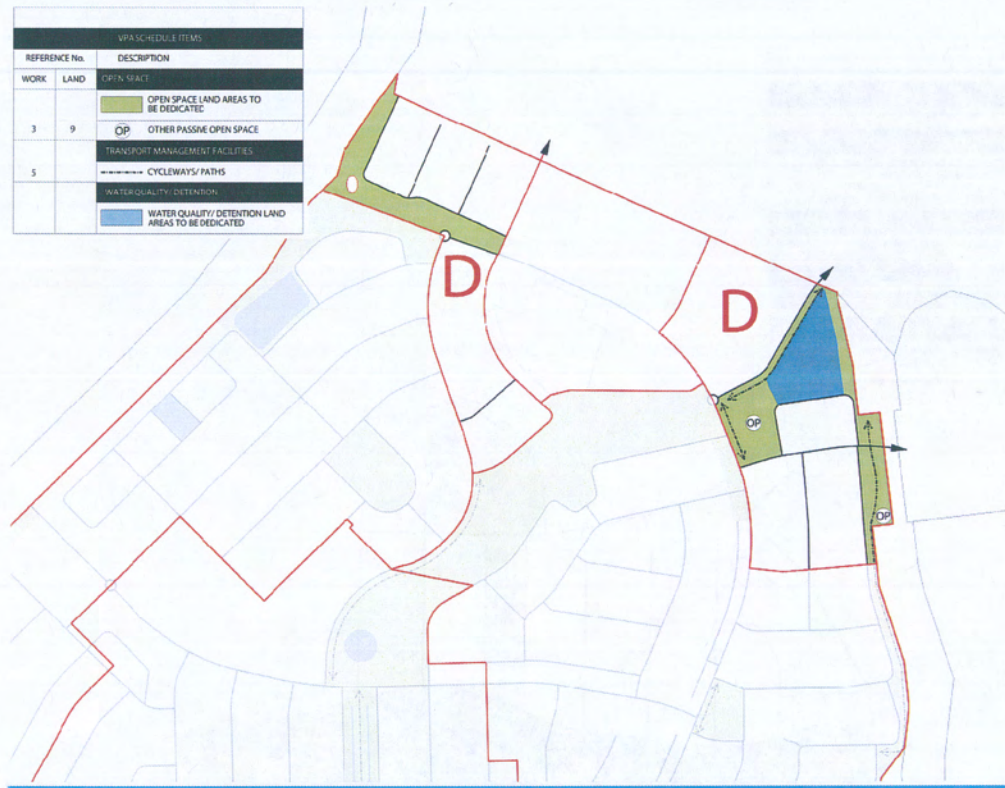 VPA SCHEDULE ITEMS
REFERENCE No. DESCRIPTION
WORK LAND OPEN SPACE
OPEN SPACE LAND AREAS TO
BE DEDICATED
3 9 OP OTHER PASSIVE OPEN SPACE
TRANSPORT MANAGEMENT FACILITIES
5 CYCLEWAYS/ PATHS
WATER QUALITY/ DETENTION
WATER QUALITY/ DETENTION LAND
AREAS TO BE DEDICATED
D
D
OP
OP